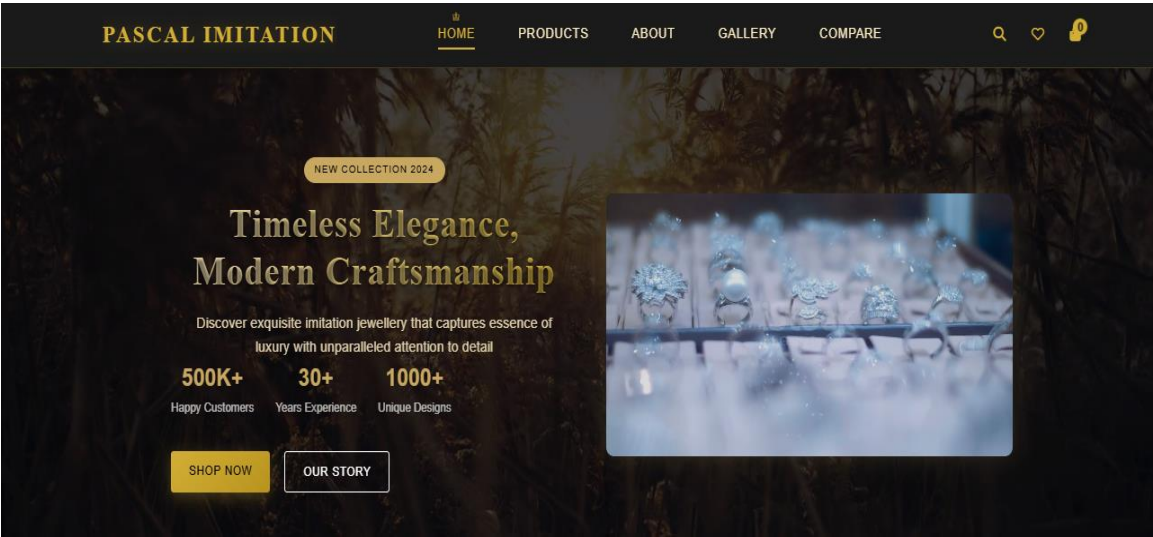 PASCAL IMITATION
HOME PRODUCTS ABOUT GALLERY COMPARE
0
NEW COLLECTION 2024
Timeless Elegance,
Modern Craftsmanship
Discover exquisite imitation jewellery that captures essence of
luxury with unparalleled attention to detail
500K+ 30+ 1000+
Happy Customers Years Experience Unique Designs
SHOP NOW OUR STORY